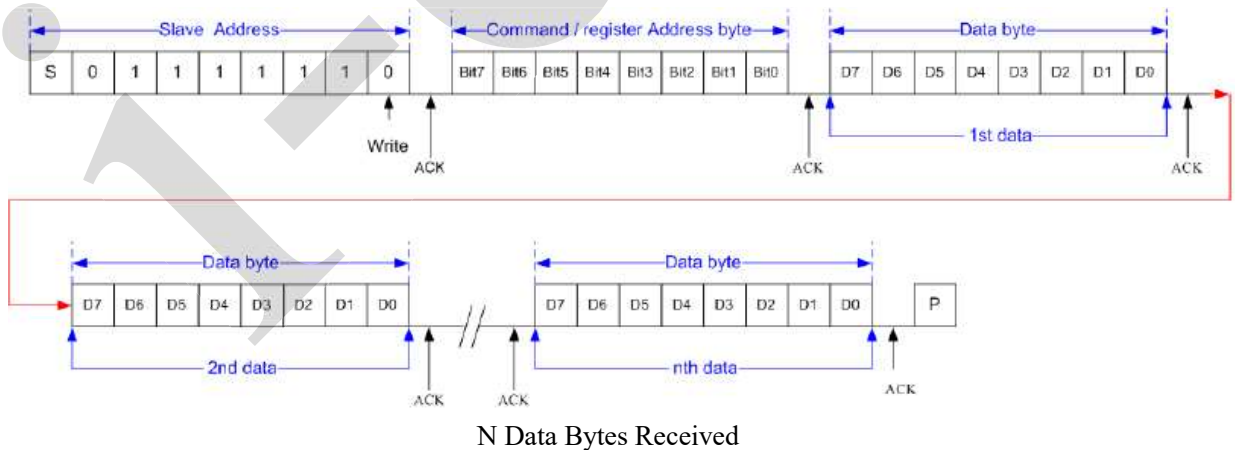 Slave Address Command / register Address byte Data byte
S 0 1 1 1 1 1 1 0 Bit7 Bit6 Bit5 Bit4 Bit3 Bit2 Bit1 Bit0 D7 D6 D5 D4 D3 D2 D1 D0
1st data
Write
ACK ACK ACK
Data byte Data byte
D7 D6 D5 D4 D3 D2 D1 D0 // D7 D6 D5 D4 D3 D2 D1 D0 P
2nd data nth data
ACK ACK ACK
N Data Bytes Received